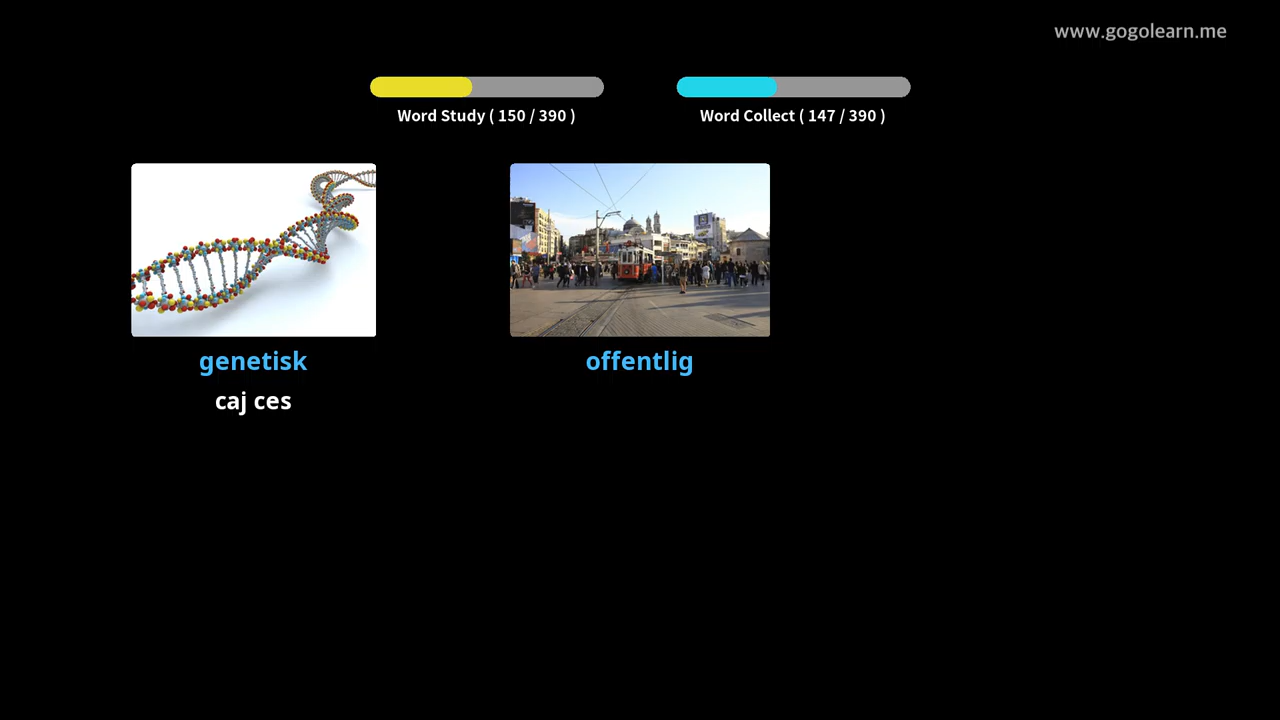 www.gogolearn.me
Word Study ( 150 / 390 )
Word Collect ( 147 / 390 )
genetisk
offentlig
caj ces